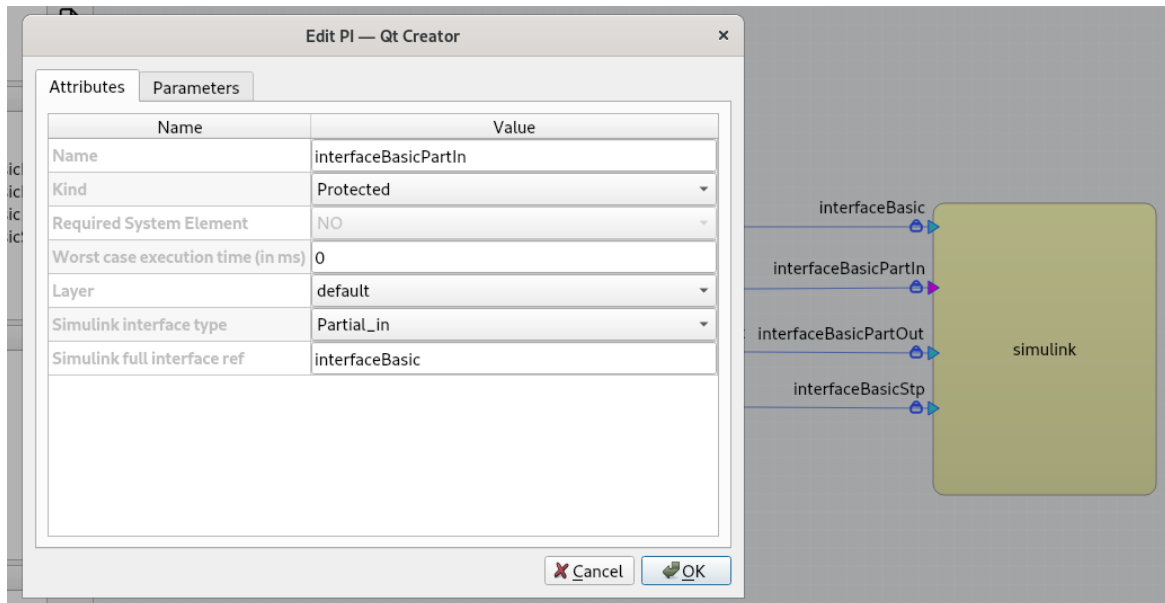 Edit PI — Qt Creator
Attributes
Parameters
Name Value
Name interfaceBasicPartIn
Kind Protected
Required System Element NO
Worst case execution time (in ms) 0
Layer default
Simulink interface type Partial_in
Simulink full interface ref interfaceBasic
Cancel
OK
interfaceBasic
interfaceBasicPartIn
interfaceBasicPartOut
interfaceBasicStp
simulink